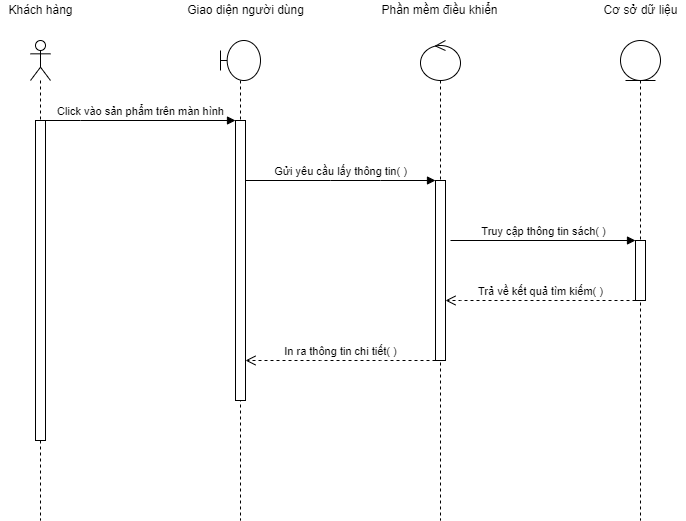 Khách hàng
Giao diện người dùng
Phần mềm điều khiển
Cơ sở dữ liệu
Click vào sản phẩm trên màn hình
Gửi yêu cầu lấy thông tin( )
Truy cập thông tin sách( )
Trả về kết quả tìm kiếm( )
In ra thông tin chi tiết( )